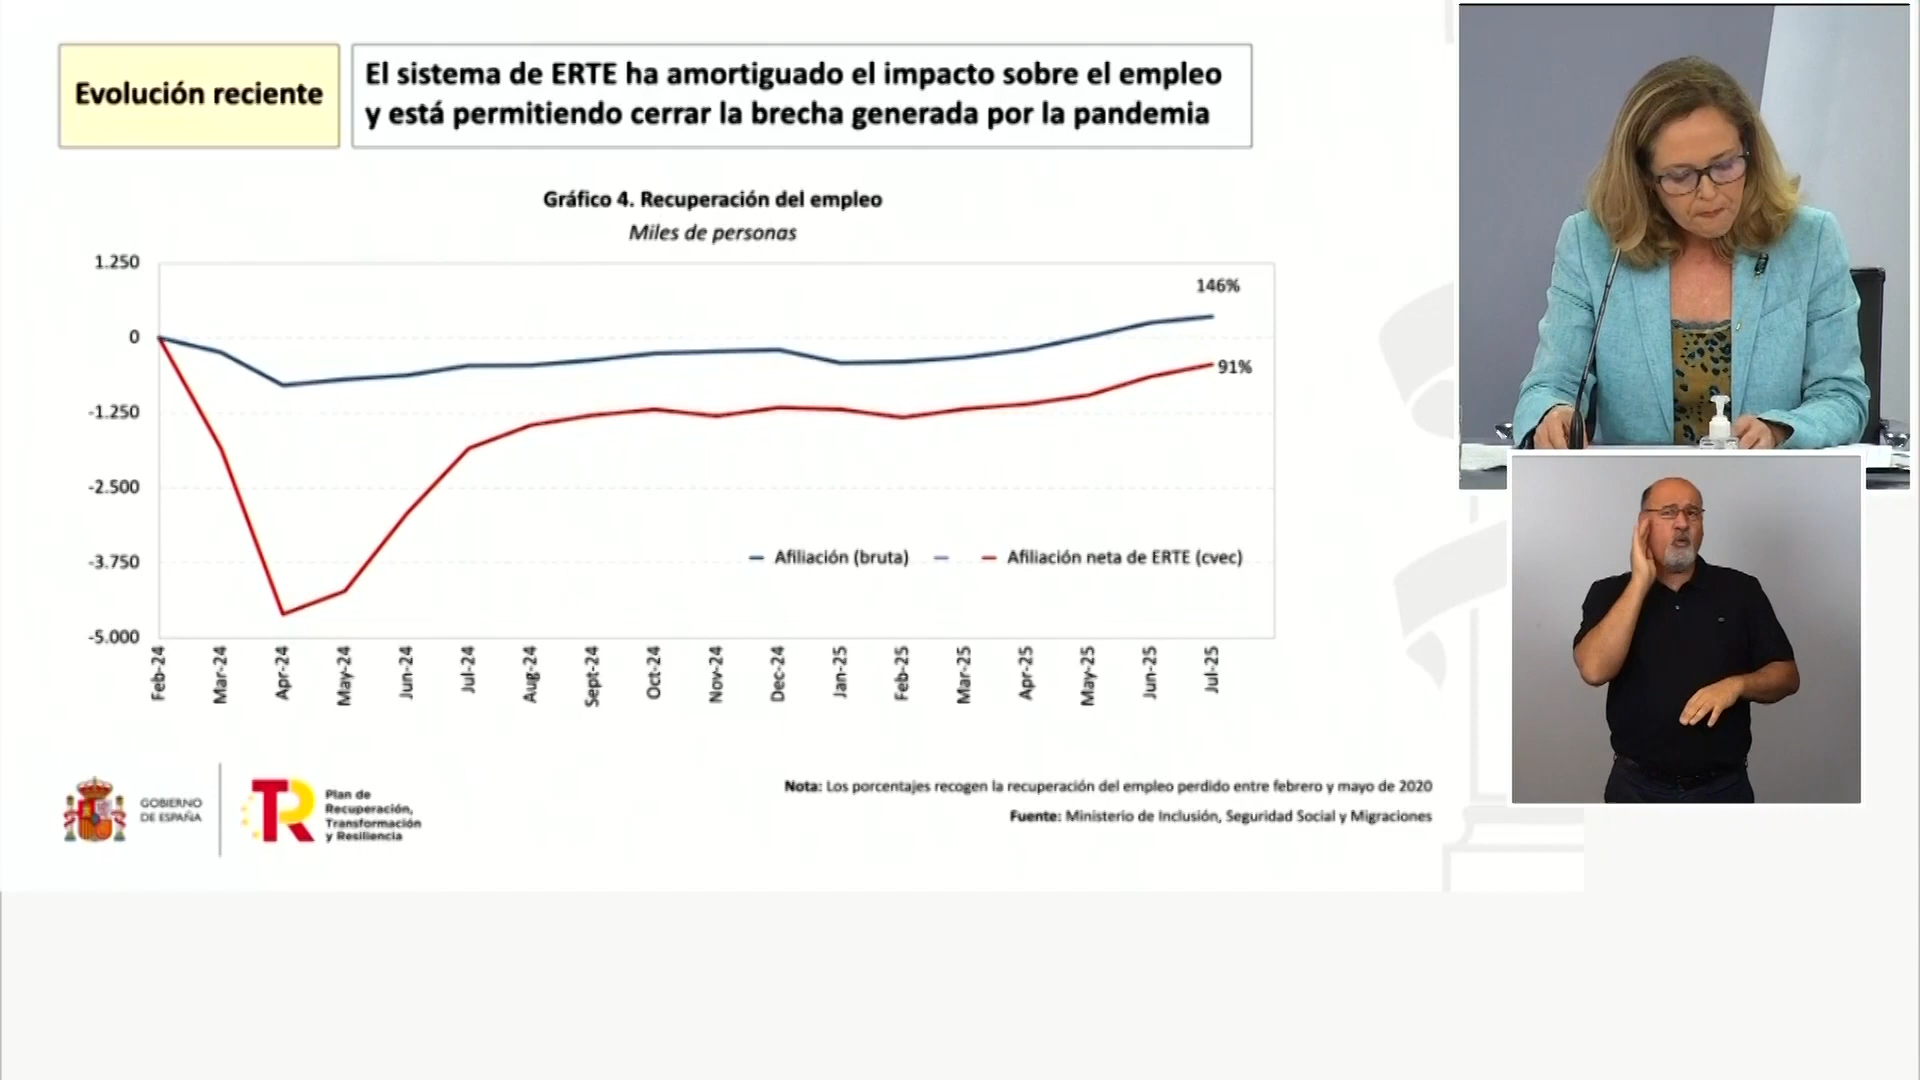 Evolución reciente
El sistema de ERTE ha amortiguado el impacto sobre el empleo
y está permitiendo cerrar la brecha generada por la pandemia
Gráfico 4. Recuperación del empleo
Miles de personas
1.250
0
-1.250
-2.500
-3.750
-5.000
146%
91%
Afiliación (bruta)
Afiliación neta de ERTE (cvec)
Feb-24
Mar-24
Apr-24
May-24
Jun-24
Jul-24
Aug-24
Sept-24
Oct-24
Nov-24
Dec-24
Jan-25
Feb-25
Mar-25
Apr-25
May-25
Jun-25
Jul-25
GOBIERNO
DE ESPAÑA
TR
Plan de
Recuperación,
Transformación
y Resiliencia
Nota: Los porcentajes recogen la recuperación del empleo perdido entre febrero y mayo de 2020
Fuente: Ministerio de Inclusión, Seguridad Social y Migraciones